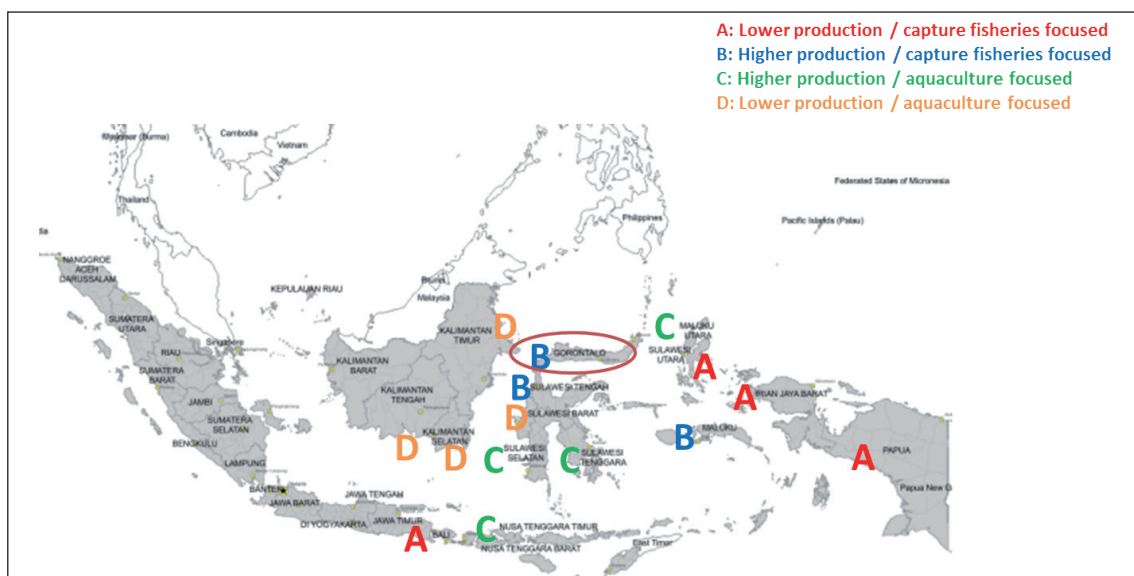 A: Lower production / capture fisheries focused
B: Higher production / capture fisheries focused
C: Higher production / aquaculture focused
D: Lower production / aquaculture focused
Myanmar (Burma)
Cambodia
Vietnam
Thailand
Philippines
Federated States of Micronesia
Pacific Islands (Palau)
NANGGROE
ACEH
DARUSSALAM
Brunei
Malaysia
KEPULAUAN RIAU
SUMATERA
UTARA
Singapore
RIAU
SUMATERA
BARAT
JAMBI
SUMATERA
SELATAN
BENGKULU
LAMPUNG
KALIMANTAN
TIMUR
D
KALIMANTAN
BARAT
KALIMANTAN
TENGAH
KALIMANTAN
SELATAN
D
D
B
GORONTALO
C
MALUKU
UTARA
SULAWESI
UTARA
A
B
SULAWESI TENGAH
A
IRIAN JAYA BARAT
D
SULAWESI BARAT
B
MALUKU
C
SULAWESI
SELATAN
C
SULAWESI
TENGGARA
A
PAPUA
Papua New G
BANTEN
JAWA BARAT
JAWA TENGAH
DI YOGYAKARTA
JAWA TIMUR
A
BALI
C
NUSA TENGGARA TIMUR
NUSA TENGGARA BARAT
East Timor